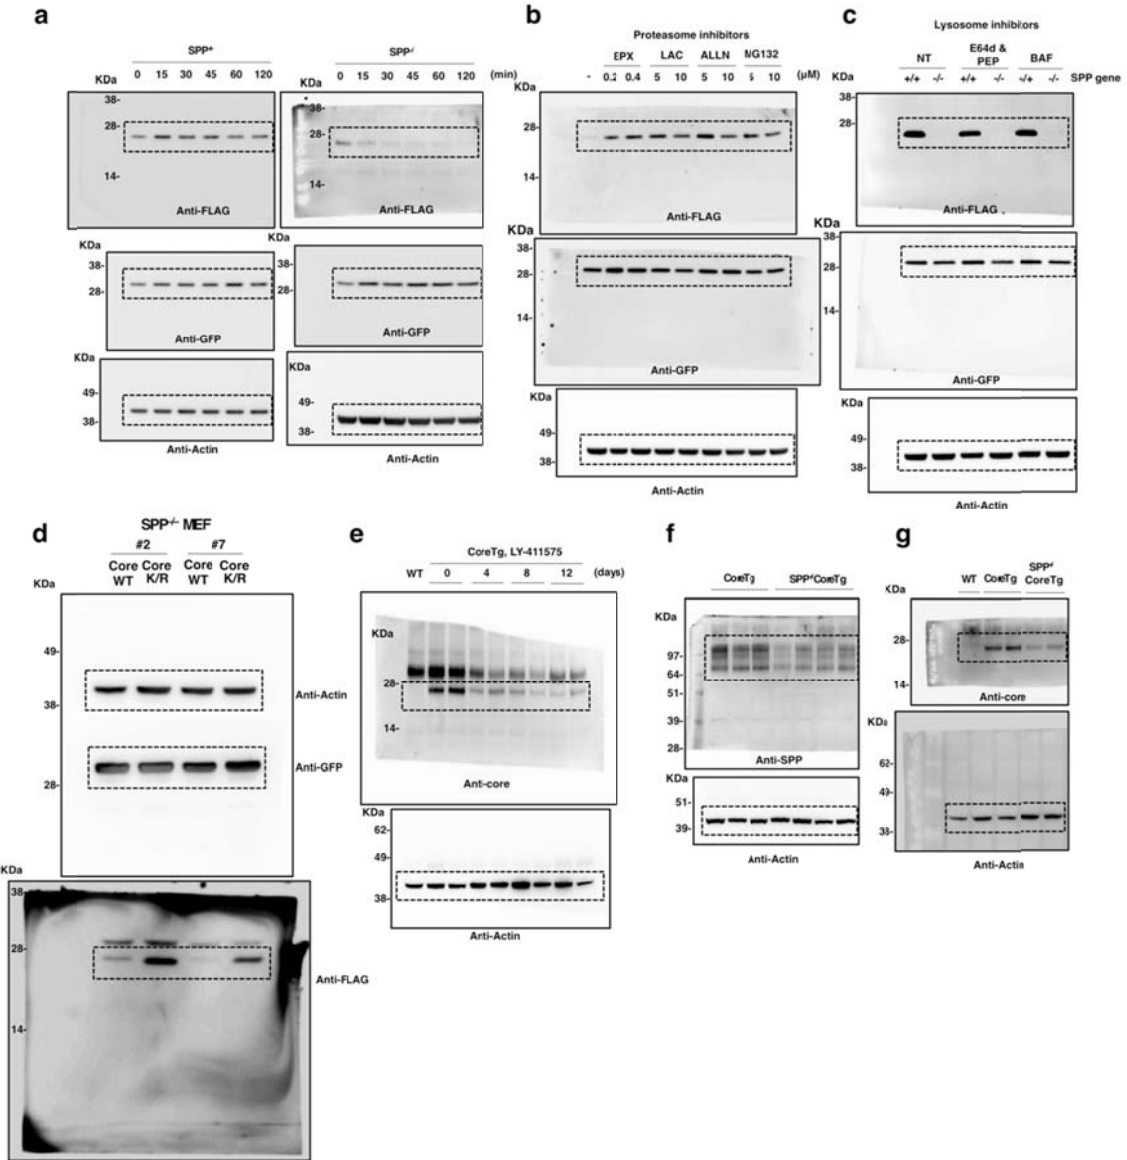 a
SPP+
0 15 30 45 60 120
KDa
38-
28-
14-
Anti-FLAG
SPP-/-
0 15 30 45 60 120 (min)
KDa
38-
28-
14-
Anti-FLAG
KDa
38-
28-
Anti-GFP
KDa
38-
28-
Anti-GFP
KDa
49-
38-
Anti-Actin
KDa
49-
38-
Anti-Actin
b
Proteasome inhibitors
EPX LAC ALLN MG132
- 0.2 0.4 5 10 5 10 5 10 (μM)
KDa
28-
14-
Anti-FLAG
KDa
38-
28-
14-
Anti-GFP
KDa
49-
38-
Anti-Actin
c
Lysosome inhibitors
NT E64d & PEP BAF
+/+ -/- +/+ -/- +/+ -/- SPP gene
KDa
38-
28-
Anti-FLAG
KDa
38-
28-
14-
Anti-GFP
KDa
49-
38-
Anti-Actin
d
SPP-/- MEF
#2 #7
Core WT Core K/R Core WT Core K/R
KDa
49-
38-
Anti-Actin
Anti-GFP
28-
KDa
38-
28-
14-
Anti-FLAG
e
CoreTg, LY-411575
WT 0 4 8 12 (days)
KDa
28-
14-
Anti-core
KDa
62-
49-
38-
Anti-Actin
f
CoreTg SPP+/-CoreTg
KDa
97-
64-
51-
39-
28-
Anti-SPP
KDa
51-
39-
Anti-Actin
g
WT CoreTg SPP+/- CoreTg
KDa
28-
14-
Anti-core
KDa
62-
49-
38-
Anti-Actin